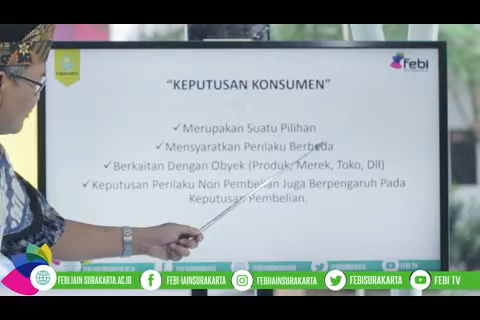 SURAKARTA
febi
"KEPUTUSAN KONSUMEN"
✓Merupakan Suatu Pilihan
✓Mensyaratkan Perilaku Berbeda
✓Berkaitan Dengan Obyek (Produk, Merek, Toko, Dll)
✓Keputusan Perilaku Non Pembelian Juga Berpengaruh Pada
Keputusan Pembelian.
FEBI.IAIN-SURAKARTA.AC.ID FEBI-IAINSURAKARTA FEBIIAINSURAKARTA FEBISURAKARTA FEBI TV